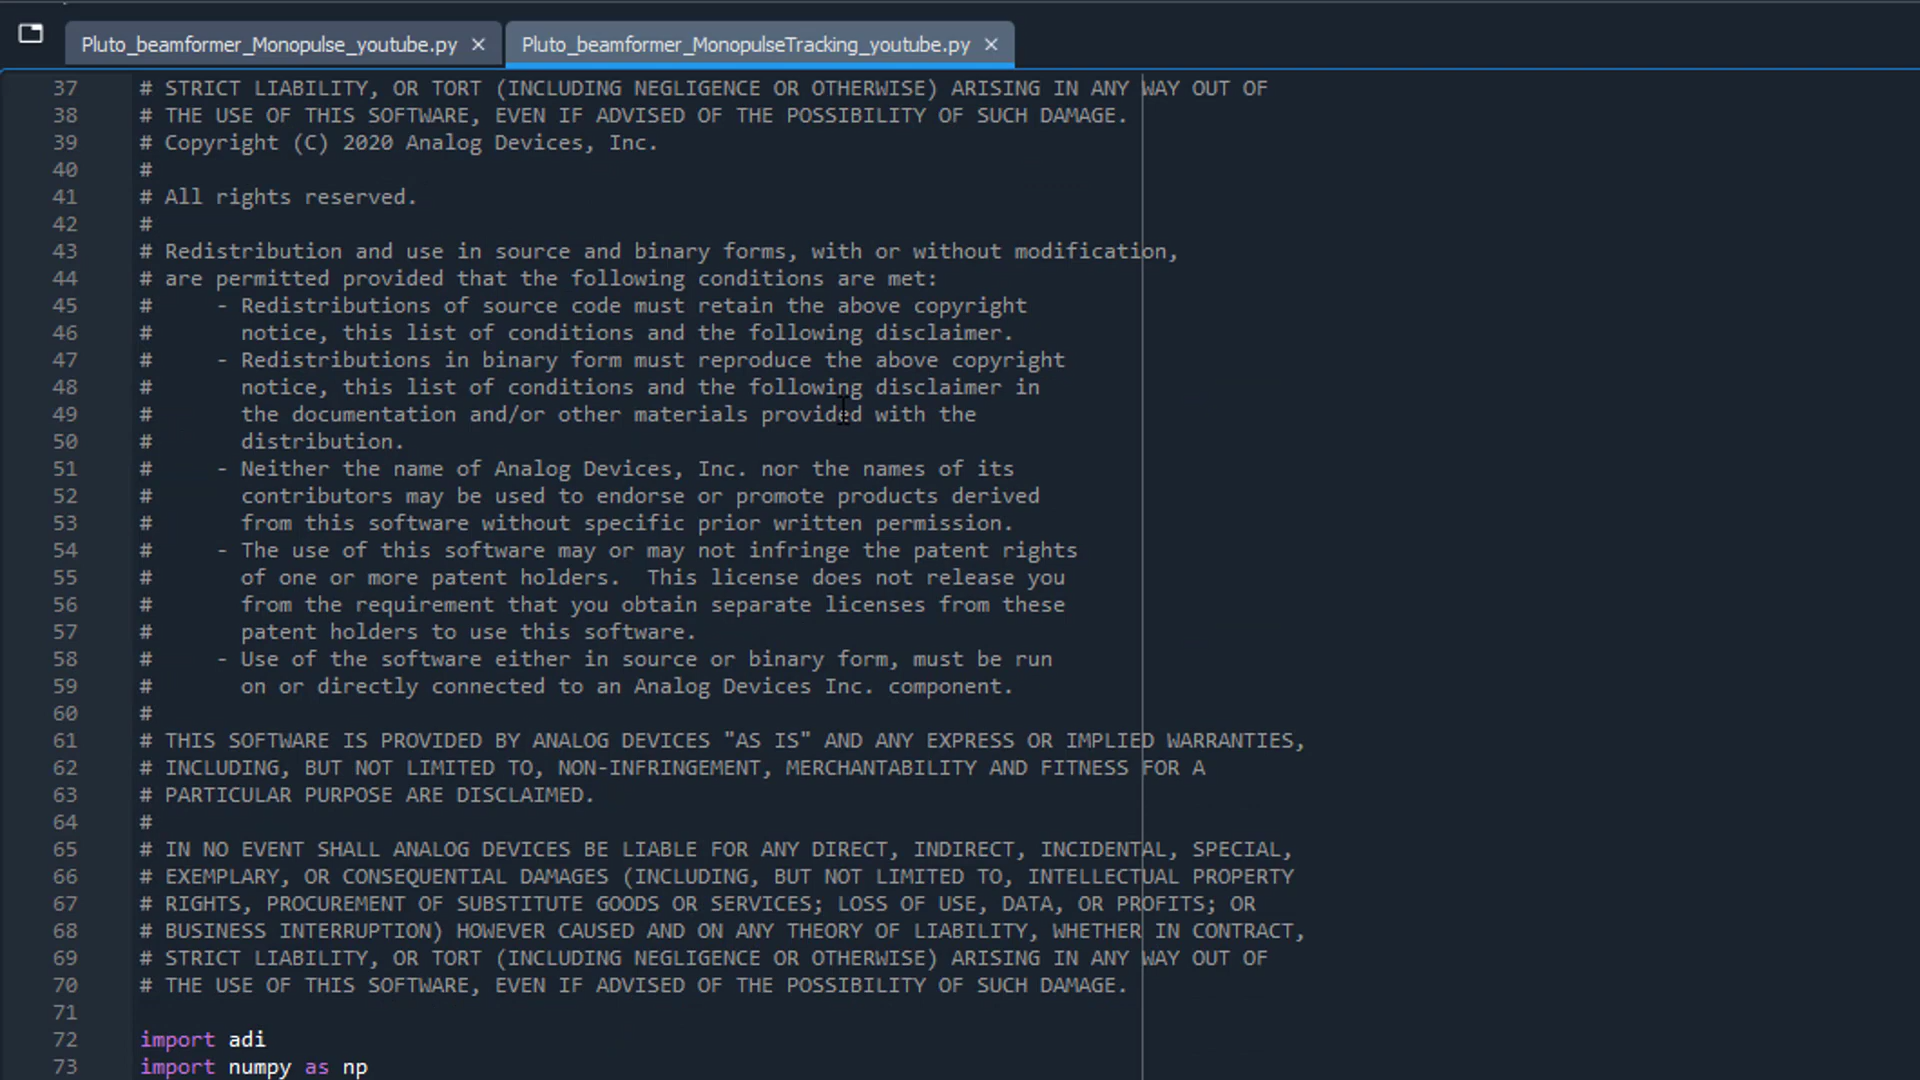 Pluto_beamformer_Monopulse_youtube.py
Pluto_beamformer_MonopulseTracking_youtube.py
37 # STRICT LIABILITY, OR TORT (INCLUDING NEGLIGENCE OR OTHERWISE) ARISING IN ANY WAY OUT OF
38 # THE USE OF THIS SOFTWARE, EVEN IF ADVISED OF THE POSSIBILITY OF SUCH DAMAGE.
39 # Copyright (C) 2020 Analog Devices, Inc.
40 #
41 # All rights reserved.
42 #
43 # Redistribution and use in source and binary forms, with or without modification,
44 # are permitted provided that the following conditions are met:
45 #     - Redistributions of source code must retain the above copyright
46 #       notice, this list of conditions and the following disclaimer.
47 #     - Redistributions in binary form must reproduce the above copyright
48 #       notice, this list of conditions and the following disclaimer in
49 #       the documentation and/or other materials provided with the
50 #       distribution.
51 #     - Neither the name of Analog Devices, Inc. nor the names of its
52 #       contributors may be used to endorse or promote products derived
53 #       from this software without specific prior written permission.
54 #     - The use of this software may or may not infringe the patent rights
55 #       of one or more patent holders.  This license does not release you
56 #       from the requirement that you obtain separate licenses from these
57 #       patent holders to use this software.
58 #     - Use of the software either in source or binary form, must be run
59 #       on or directly connected to an Analog Devices Inc. component.
60 #
61 # THIS SOFTWARE IS PROVIDED BY ANALOG DEVICES "AS IS" AND ANY EXPRESS OR IMPLIED WARRANTIES,
62 # INCLUDING, BUT NOT LIMITED TO, NON-INFRINGEMENT, MERCHANTABILITY AND FITNESS FOR A
63 # PARTICULAR PURPOSE ARE DISCLAIMED.
64 #
65 # IN NO EVENT SHALL ANALOG DEVICES BE LIABLE FOR ANY DIRECT, INDIRECT, INCIDENTAL, SPECIAL,
66 # EXEMPLARY, OR CONSEQUENTIAL DAMAGES (INCLUDING, BUT NOT LIMITED TO, INTELLECTUAL PROPERTY
67 # RIGHTS, PROCUREMENT OF SUBSTITUTE GOODS OR SERVICES; LOSS OF USE, DATA, OR PROFITS; OR
68 # BUSINESS INTERRUPTION) HOWEVER CAUSED AND ON ANY THEORY OF LIABILITY, WHETHER IN CONTRACT,
69 # STRICT LIABILITY, OR TORT (INCLUDING NEGLIGENCE OR OTHERWISE) ARISING IN ANY WAY OUT OF
70 # THE USE OF THIS SOFTWARE, EVEN IF ADVISED OF THE POSSIBILITY OF SUCH DAMAGE.
71
72 import adi
73 import numpy as np